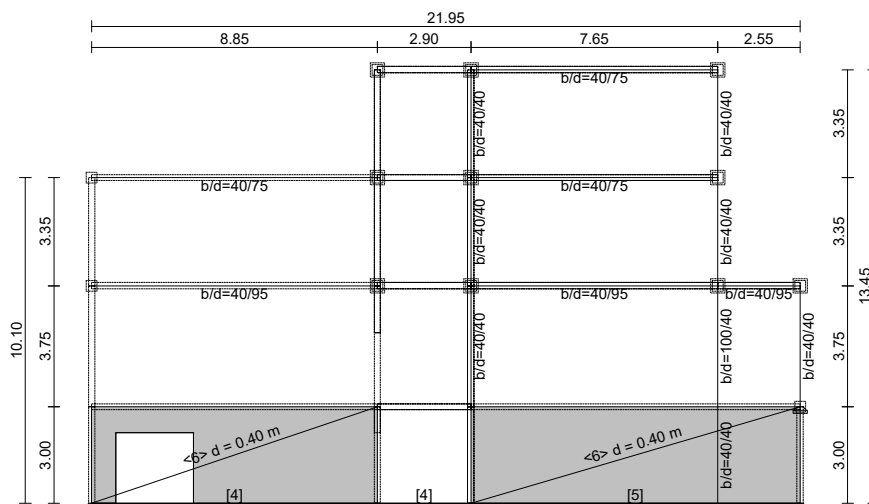 21.95
8.85 2.90 7.65 2.55
b/d=40/75
b/d=40/40 b/d=40/40
3.35
b/d=40/75 b/d=40/75
3.35 b/d=40/40 b/d=40/40 3.35
b/d=40/95 b/d=40/95 b/d=40/95
13.45
10.10
3.75 b/d=40/40 b/d=100/40 b/d=40/40 3.75
<6> d = 0.40 m <6> d = 0.40 m
3.00 b/d=40/40 3.00
[4] [4] [5]